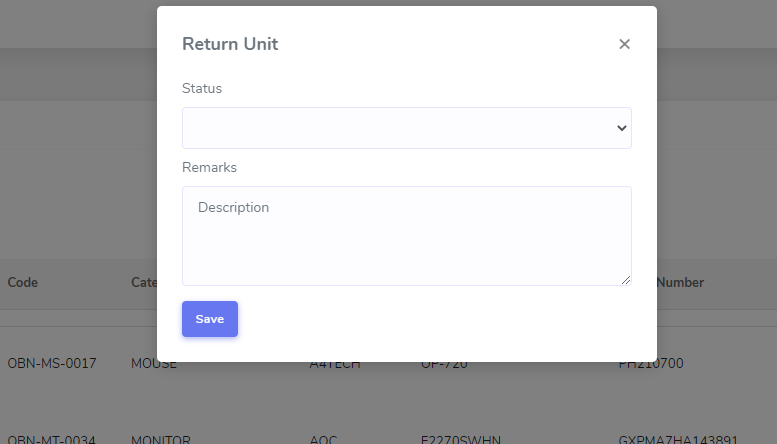 Return Unit ×
Status
Remarks
Description
Code Cate Number
Save
OBN-MS-0017 MOUSE A4TECH OP-720 PH210700
OBN-MT-0034 MONITOR AOC E2270SWHN GXPMA7HA143891